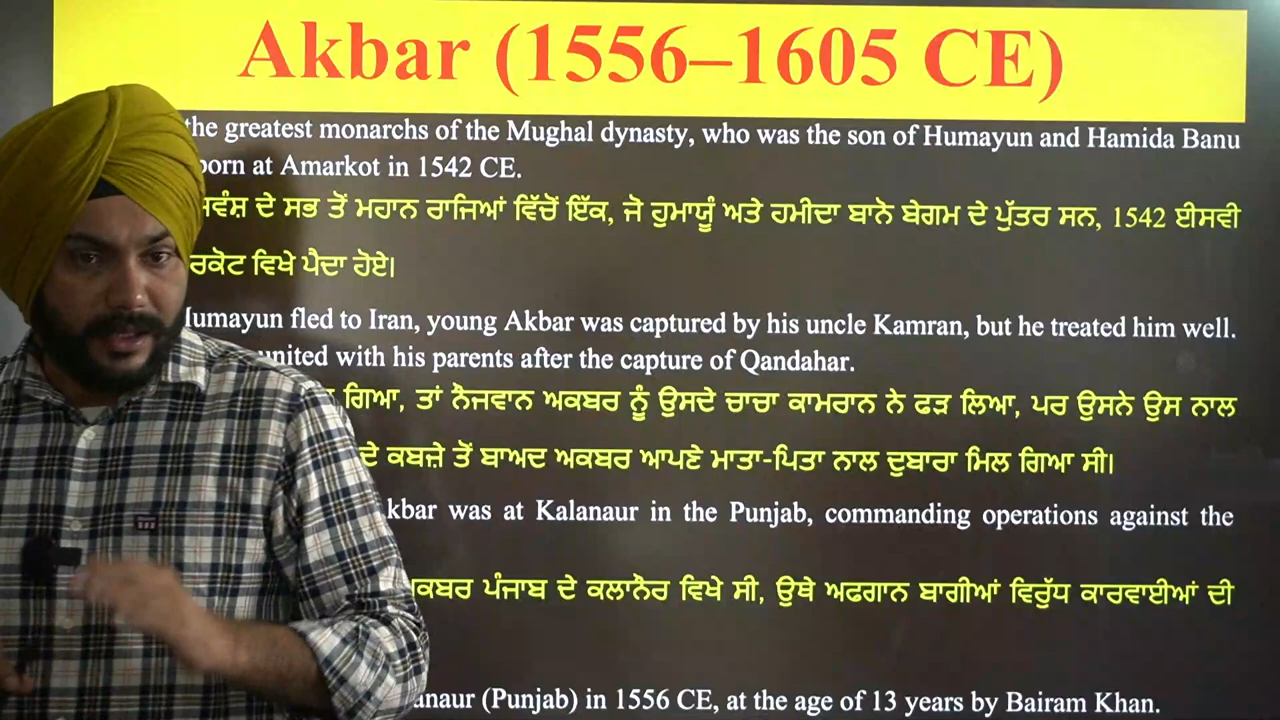 Akbar (1556–1605 CE)
the greatest monarchs of the Mughal dynasty, who was the son of Humayun and Hamida Banu
born at Amarkot in 1542 CE.
ਦੇ ਸਭ ਤੋਂ ਮਹਾਨ ਰਾਜਿਆਂ ਵਿੱਚੋਂ ਇੱਕ, ਜੋ ਹੁਮਾਯੂੰ ਅਤੇ ਹਮੀਦਾ ਬਾਨੋ ਬੇਗਮ ਦੇ ਪੁੱਤਰ ਸਨ, 1542 ਈਸਵੀ
ਰਕੋਟ ਵਿਖੇ ਪੈਦਾ ਹੋਏ।
Humayun fled to Iran, young Akbar was captured by his uncle Kamran, but he treated him well.
united with his parents after the capture of Qandahar.
ਗਿਆ, ਤਾਂ ਨੌਜਵਾਨ ਅਕਬਰ ਨੂੰ ਉਸਦੇ ਚਾਚਾ ਕਾਮਰਾਨ ਨੇ ਫੜ ਲਿਆ, ਪਰ ਉਸਨੇ ਉਸ ਨਾਲ
ਦੇ ਕਬਜ਼ੇ ਤੋਂ ਬਾਅਦ ਅਕਬਰ ਆਪਣੇ ਮਾਤਾ-ਪਿਤਾ ਨਾਲ ਦੁਬਾਰਾ ਮਿਲ ਗਿਆ ਸੀ।
kbar was at Kalanaur in the Punjab, commanding operations against the
ਕਬਰ ਪੰਜਾਬ ਦੇ ਕਲਾਨੌਰ ਵਿਖੇ ਸੀ, ਉਥੇ ਅਫਗਾਨ ਬਾਗੀਆਂ ਵਿਰੁੱਧ ਕਾਰਵਾਈਆਂ ਦੀ
anaur (Punjab) in 1556 CE, at the age of 13 years by Bairam Khan.